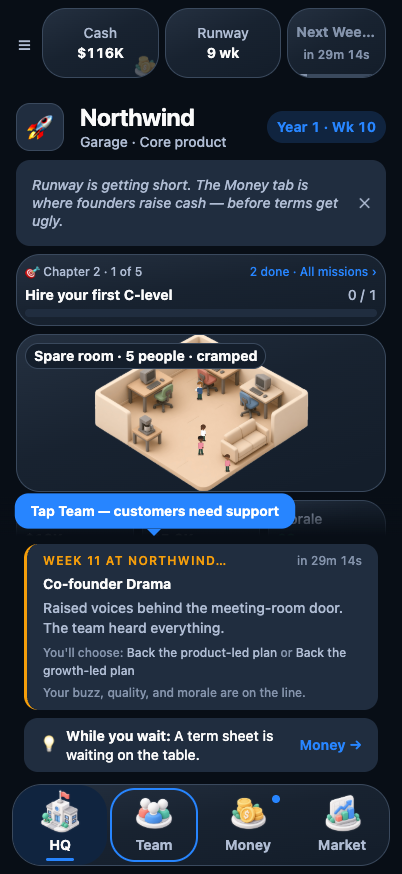 Cash
$116K
Runway
9 wk
Next Wee...
in 29m 14s
Northwind
Garage · Core product
Year 1 · Wk 10
Runway is getting short. The Money tab is
where founders raise cash — before terms get
ugly.
Chapter 2 · 1 of 5
2 done · All missions ›
Hire your first C-level
0 / 1
Spare room · 5 people · cramped
Tap Team — customers need support
WEEK 11 AT NORTHWIND...
in 29m 14s
Co-founder Drama
Raised voices behind the meeting-room door.
The team heard everything.
You'll choose: Back the product-led plan or Back the
growth-led plan
Your buzz, quality, and morale are on the line.
While you wait: A term sheet is
waiting on the table.
Money →
HQ
Team
Money
Market